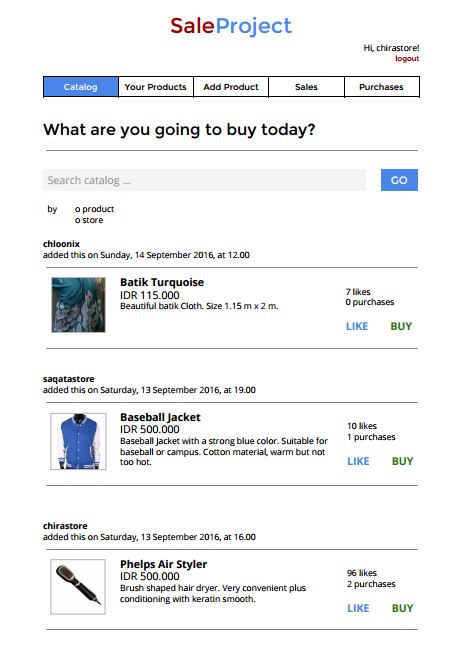 SaleProject
Hi, chirastore!
logout
Catalog Your Products Add Product Sales Purchases
What are you going to buy today?
Search catalog ... GO
by o product
o store
chloonix
added this on Sunday, 14 September 2016, at 12.00
Batik Turquoise
IDR 115.000
Beautiful batik Cloth. Size 1.15 m x 2 m.
7 likes
0 purchases
LIKE BUY
saqatastore
added this on Saturday, 13 September 2016, at 19.00
Baseball Jacket
IDR 500.000
Baseball Jacket with a strong blue color. Suitable for
baseball or campus. Cotton material, warm but not
too hot.
10 likes
1 purchases
LIKE BUY
chirastore
added this on Saturday, 13 September 2016, at 16.00
Phelps Air Styler
IDR 500.000
Brush shaped hair dryer. Very convenient plus
conditioning with keratin smooth.
96 likes
2 purchases
LIKE BUY